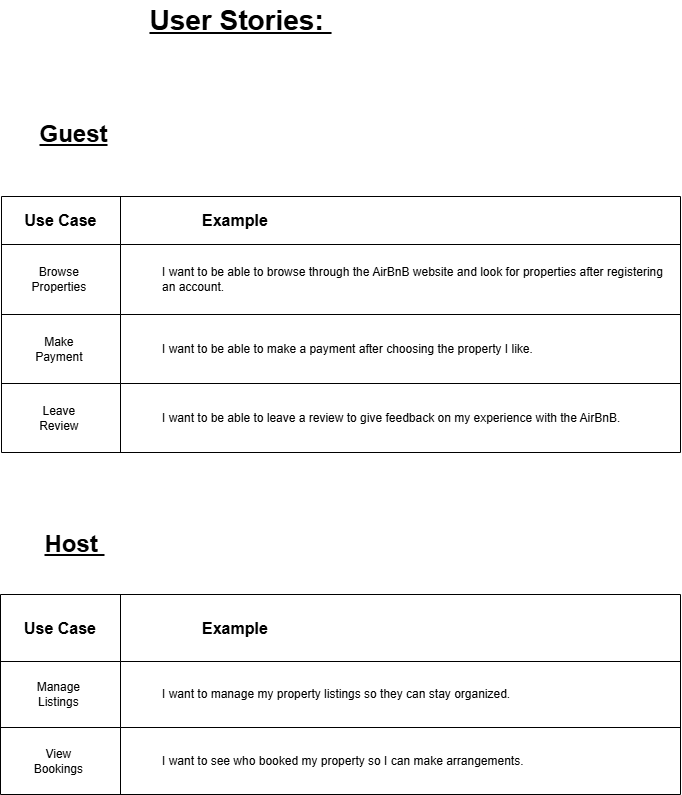 User Stories:
Guest
Use Case Example
Browse
Properties
I want to be able to browse through the AirBnB website and look for properties after registering
an account.
Make
Payment
I want to be able to make a payment after choosing the property I like.
Leave
Review
I want to be able to leave a review to give feedback on my experience with the AirBnB.
Host
Use Case Example
Manage
Listings
I want to manage my property listings so they can stay organized.
View
Bookings
I want to see who booked my property so I can make arrangements.